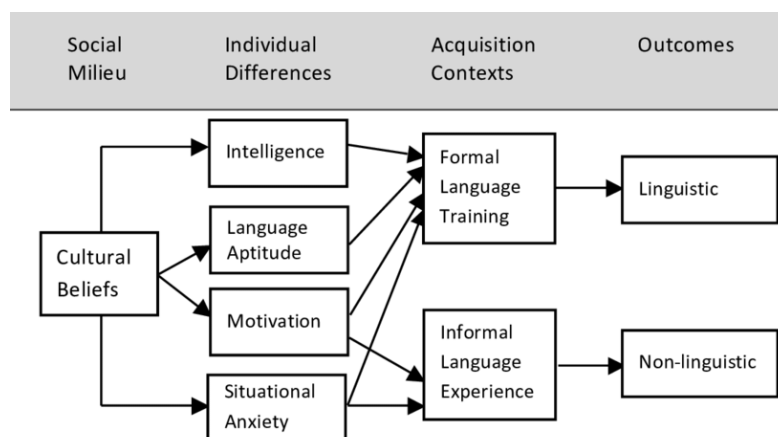 Social
Milieu
Individual
Differences
Acquisition
Contexts
Outcomes
Cultural
Beliefs
Intelligence
Language
Aptitude
Motivation
Situational
Anxiety
Formal
Language
Training
Informal
Language
Experience
Linguistic
Non-linguistic